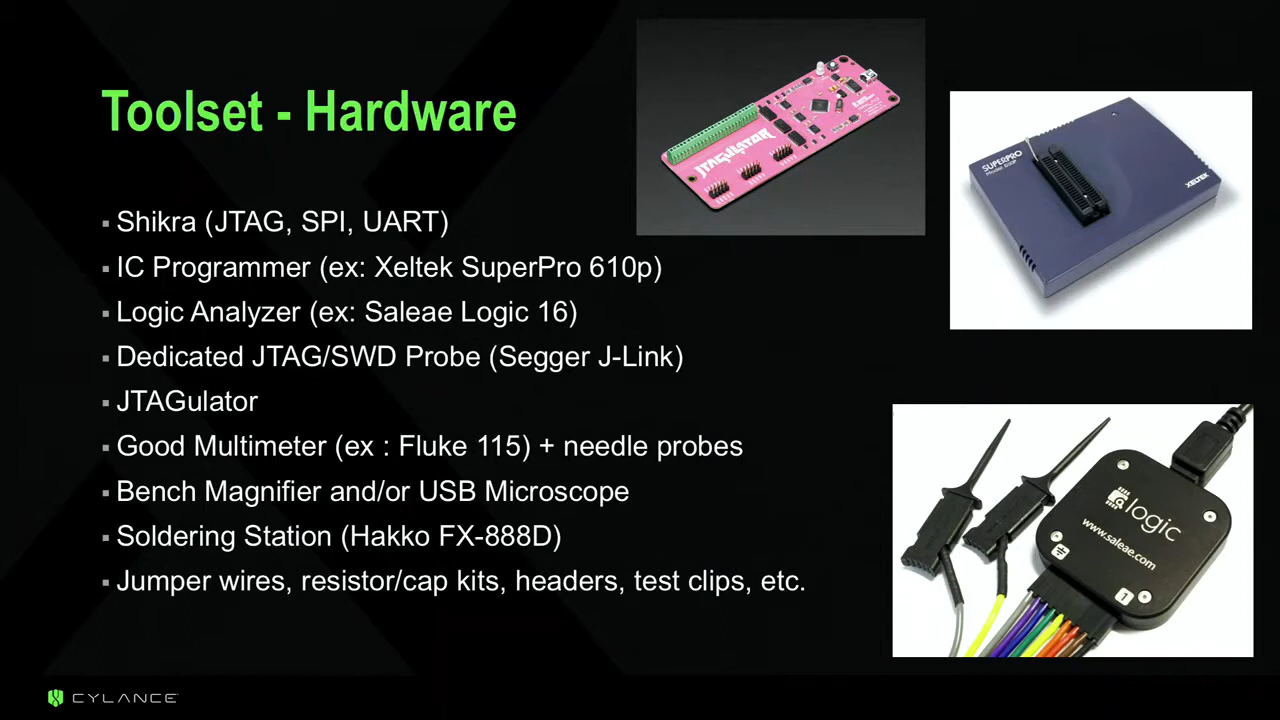 Toolset - Hardware
Shikra (JTAG, SPI, UART)
IC Programmer (ex: Xeltek SuperPro 610p)
Logic Analyzer (ex: Saleae Logic 16)
Dedicated JTAG/SWD Probe (Segger J-Link)
JTAGulator
Good Multimeter (ex : Fluke 115) + needle probes
Bench Magnifier and/or USB Microscope
Soldering Station (Hakko FX-888D)
Jumper wires, resistor/cap kits, headers, test clips, etc.
JTAGULATOR
SUPERPRO
XELTEK
logic
www.saleae.com
1
CYLANCE